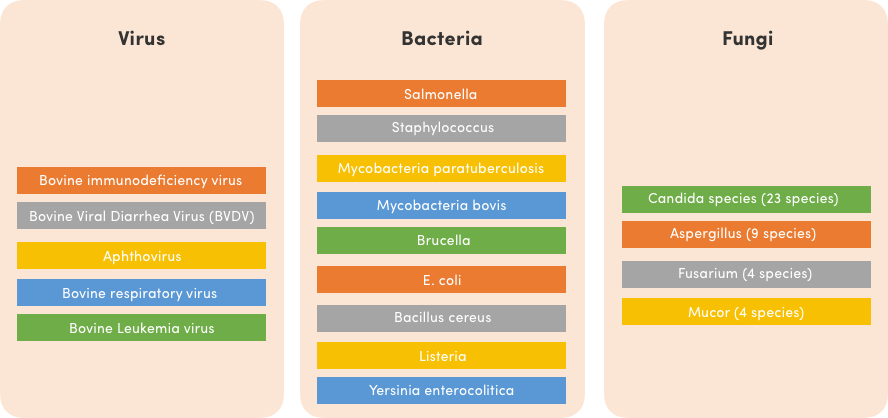 Virus
Bovine immunodeficiency virus
Bovine Viral Diarrhea Virus (BVDV)
Aphthovirus
Bovine respiratory virus
Bovine Leukemia virus
Bacteria
Salmonella
Staphylococcus
Mycobacteria paratuberculosis
Mycobacteria bovis
Brucella
E. coli
Bacillus cereus
Listeria
Yersinia enterocolitica
Fungi
Candida species (23 species)
Aspergillus (9 species)
Fusarium (4 species)
Mucor (4 species)